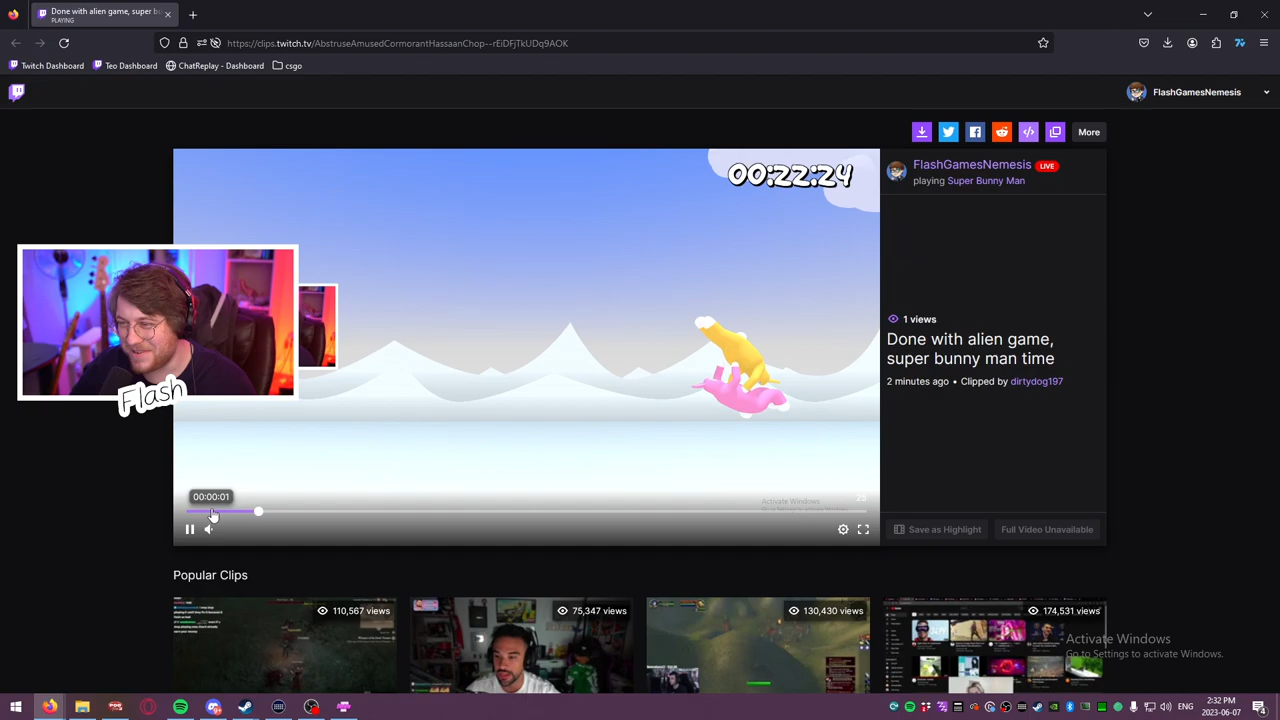 Done with alien game, super bu
PLAYING
https://clips.twitch.tv/AbstruseAmusedCormorantHassaanChop--rEiDFjTkUDq9AOK
Twitch Dashboard
Teo Dashboard
ChatReplay - Dashboard
csgo
FlashGamesNemesis
More
00:22:24
FlashGamesNemesis LIVE
playing Super Bunny Man
Flash
1 views
Done with alien game,
super bunny man time
2 minutes ago • Clipped by dirtydog197
00:00:01
25
Activate Windows
Save as Highlight
Full Video Unavailable
Popular Clips
75,347 views
130,430 views
174,531 views
Activate Windows
Go to Settings to activate Windows.
2:32 PM
ENG
2023-06-07